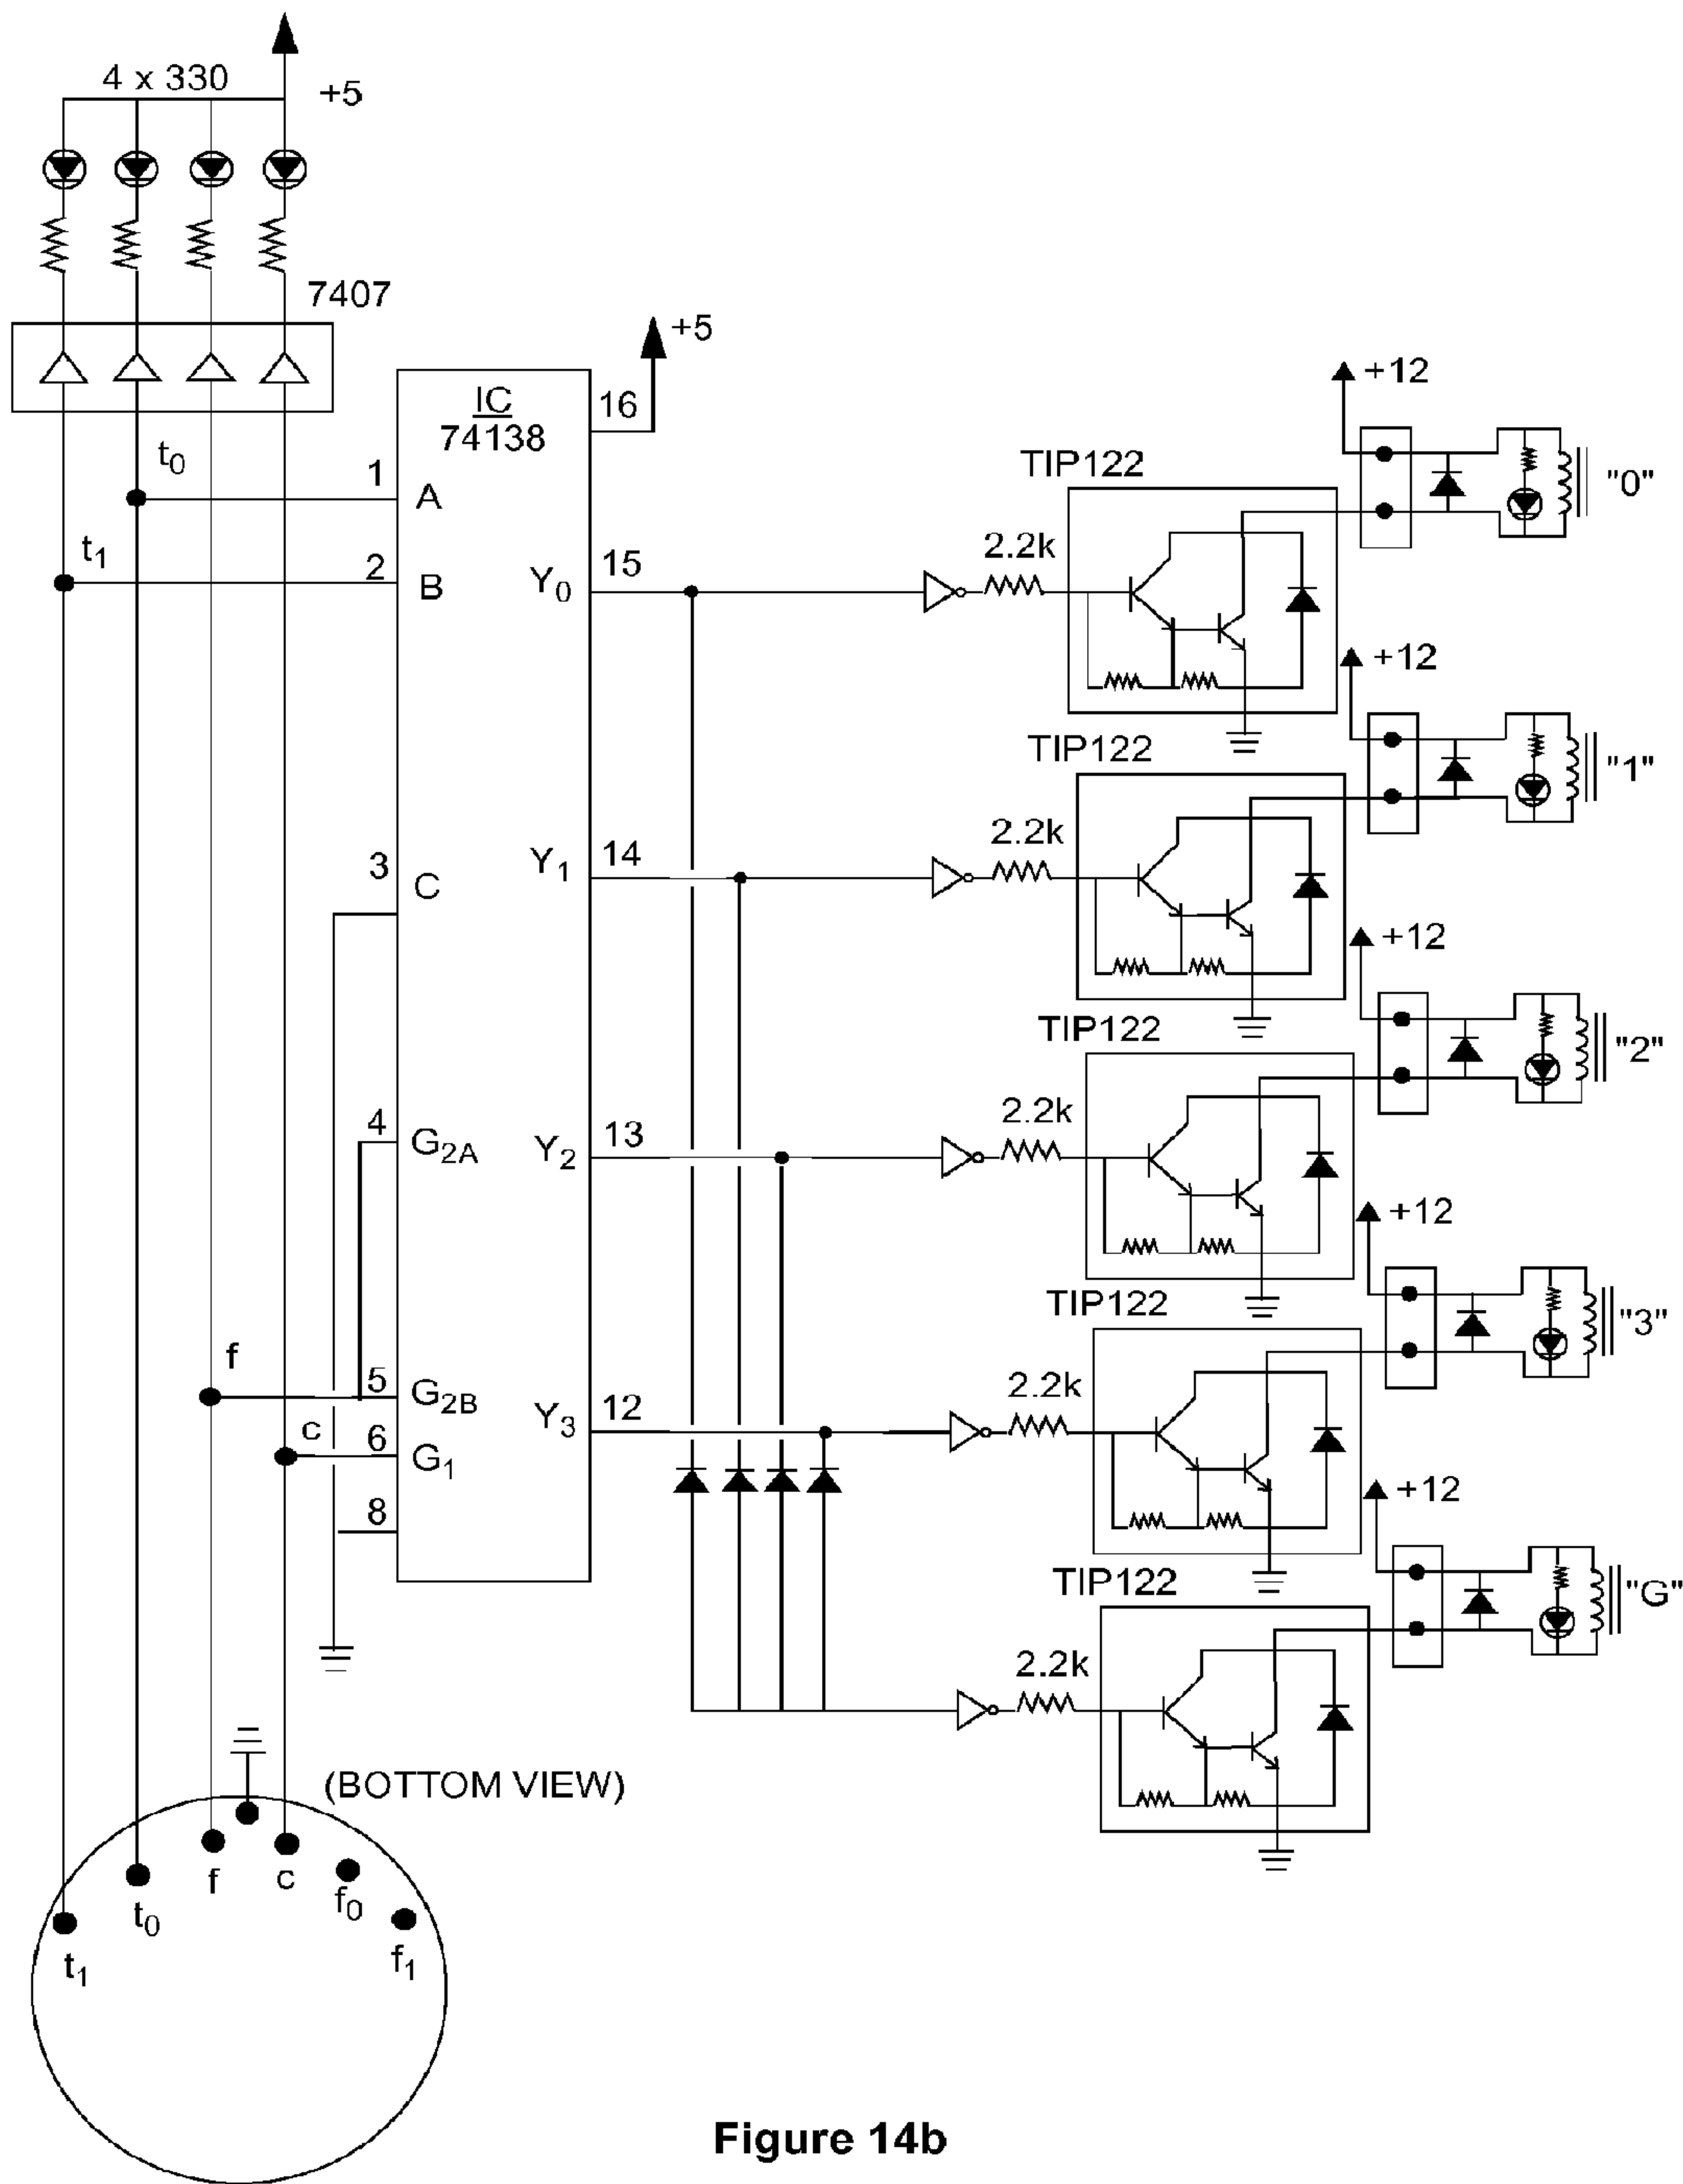 4 x 330
+5
7407
t0
t1
IC
74138
16
+5
1
A
2
B
Y0
15
3
C
Y1
14
4
G2A
Y2
13
f
5
G2B
Y3
12
c
6
G1
8
2.2k
TIP122
+12
"0"
2.2k
TIP122
+12
"1"
2.2k
TIP122
+12
"2"
2.2k
TIP122
+12
"3"
2.2k
TIP122
+12
"G"
(BOTTOM VIEW)
t1
t0
f
c
f0
f1
Figure 14b